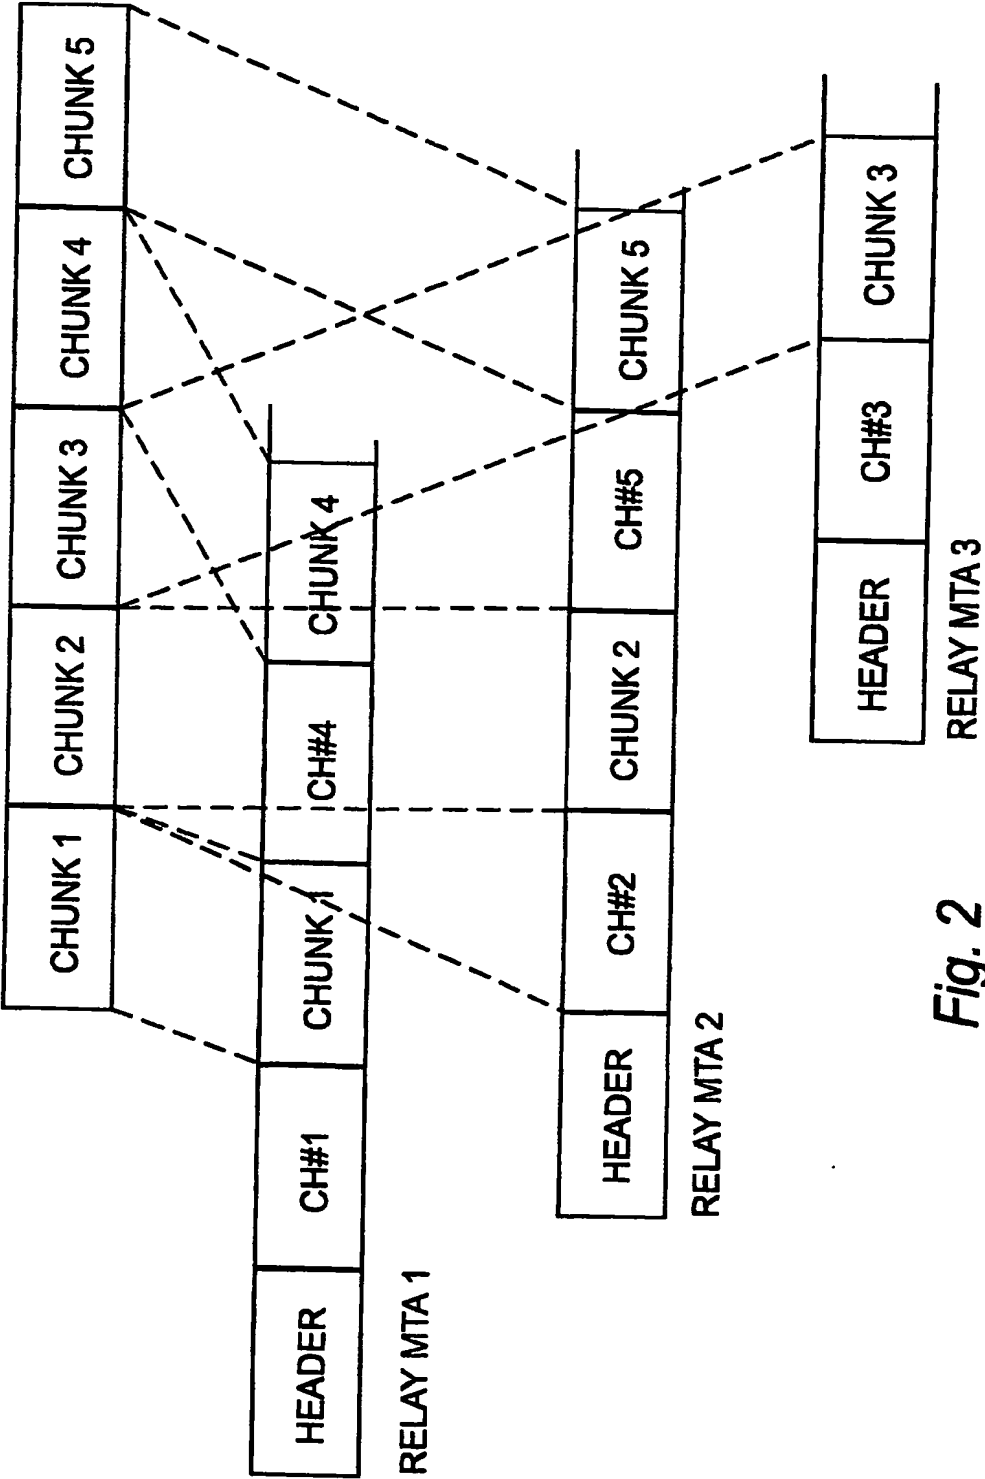 CHUNK 1 CHUNK 2 CHUNK 3 CHUNK 4 CHUNK 5
HEADER CH#1 CHUNK 1 CH#4 CHUNK 4
RELAY MTA 1
HEADER CH#2 CHUNK 2 CH#5 CHUNK 5
RELAY MTA 2
HEADER CH#3 CHUNK 3
RELAY MTA 3
Fig. 2